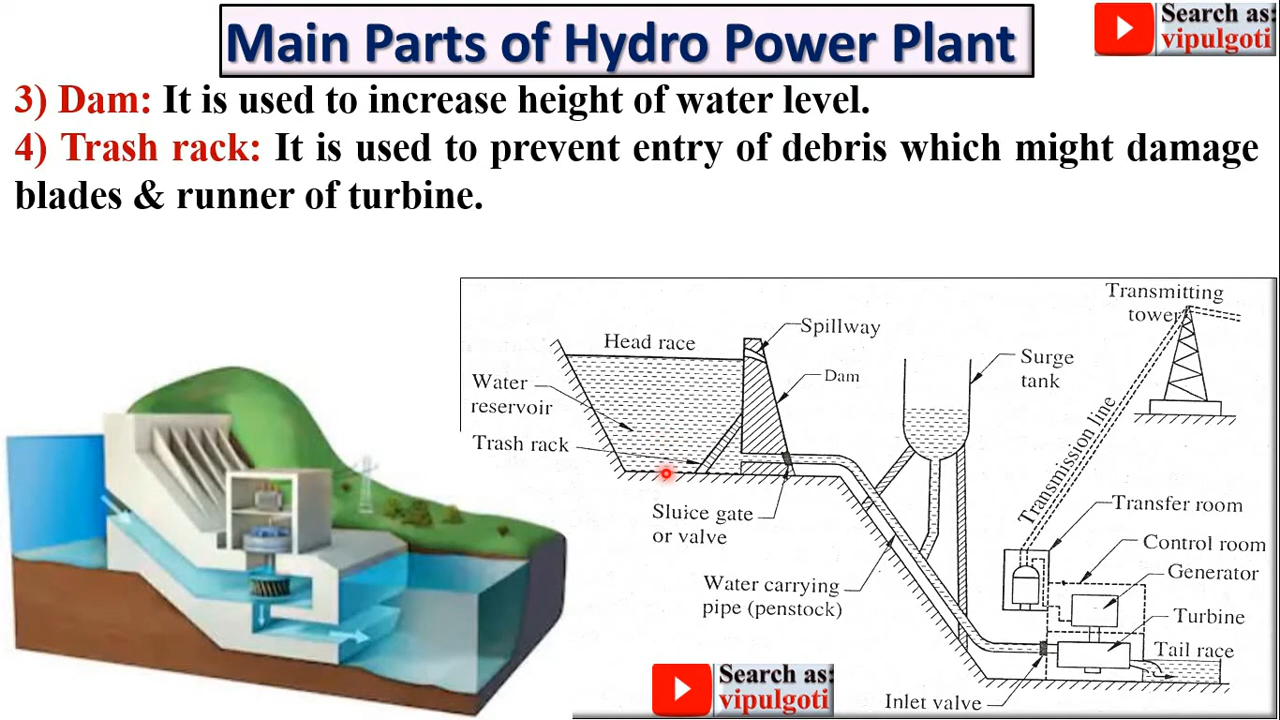 Main Parts of Hydro Power Plant
Search as:
vipulgoti
3) Dam: It is used to increase height of water level.
4) Trash rack: It is used to prevent entry of debris which might damage
blades & runner of turbine.
Transmitting
tower
Spillway
Head race
Surge
tank
Dam
Water
reservoir
Trash rack
Transmission line
Transfer room
Sluice gate
or valve
Control room
Generator
Water carrying
pipe (penstock)
Turbine
Tail race
Inlet valve
Search as:
vipulgoti